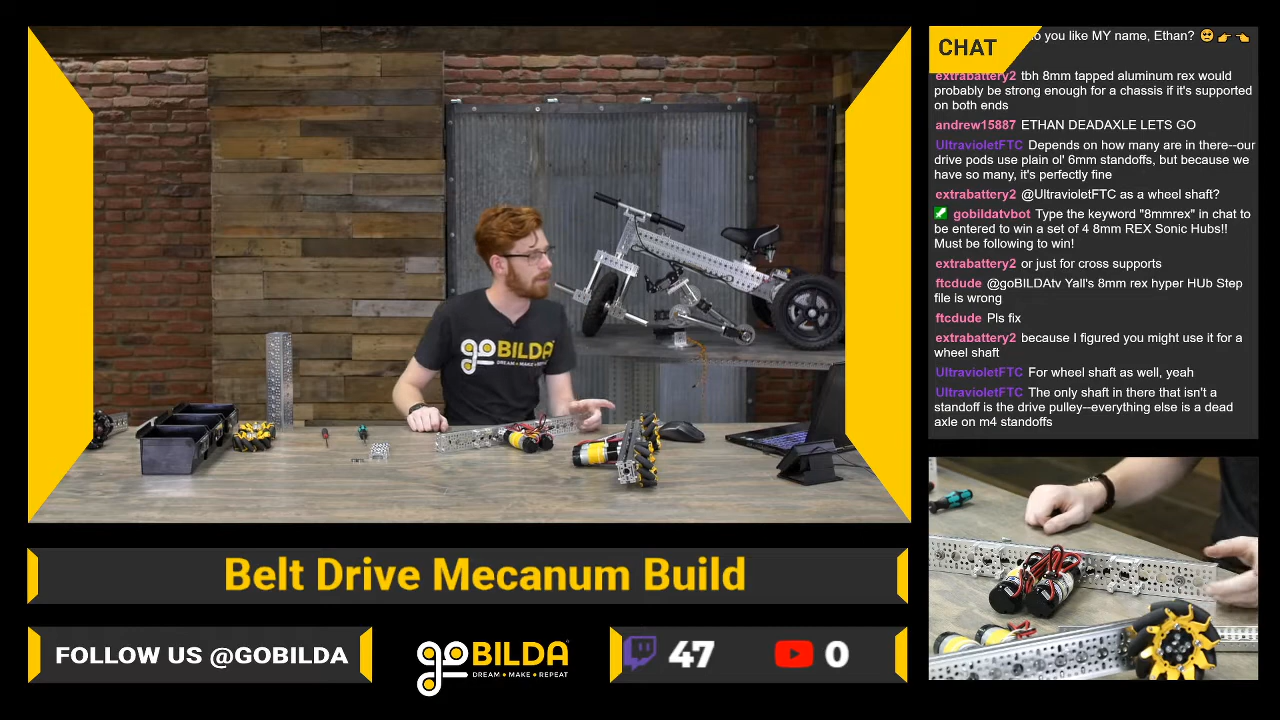 CHAT
o you like MY name, Ethan? 🥺👉👈
extrabattery2 tbh 8mm tapped aluminum rex would
probably be strong enough for a chassis if it's supported
on both ends
andrew15887 ETHAN DEADAXLE LETS GO
UltravioletFTC Depends on how many are in there--our
drive pods use plain ol' 6mm standoffs, but because we
have so many, it's perfectly fine
extrabattery2 @UltravioletFTC as a wheel shaft?
gobildatvbot Type the keyword "8mmrex" in chat to
be entered to win a set of 4 8mm REX Sonic Hubs!!
Must be following to win!
extrabattery2 or just for cross supports
ftcdude @goBILDAtv Yall's 8mm rex hyper HUb Step
file is wrong
ftcdude Pls fix
extrabattery2 because I figured you might use it for a
wheel shaft
UltravioletFTC For wheel shaft as well, yeah
UltravioletFTC The only shaft in there that isn't a
standoff is the drive pulley--everything else is a dead
axle on m4 standoffs
goBILDA
DREAM • MAKE • REPEAT
Belt Drive Mecanum Build
FOLLOW US @GOBILDA
goBILDA
DREAM • MAKE • REPEAT
47
0